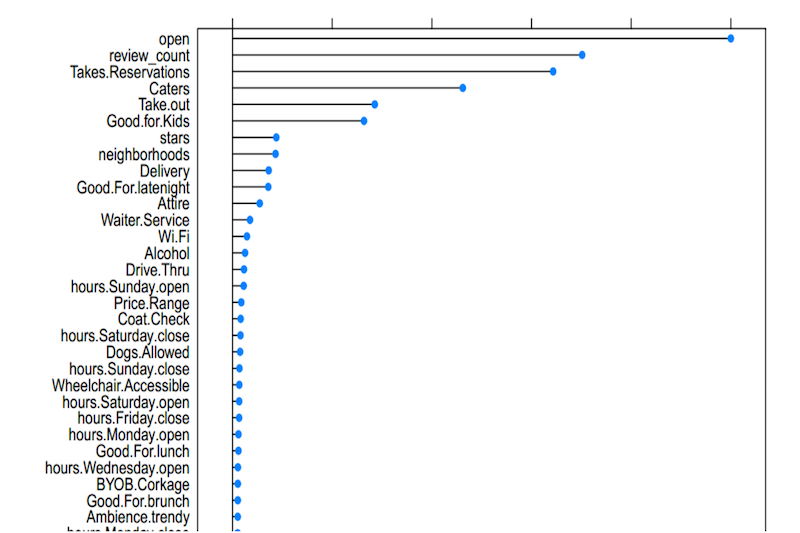 open
review_count
Takes.Reservations
Caters
Take.out
Good.for.Kids
stars
neighborhoods
Delivery
Good.For.latenight
Attire
Waiter.Service
Wi.Fi
Alcohol
Drive.Thru
hours.Sunday.open
Price.Range
Coat.Check
hours.Saturday.close
Dogs.Allowed
hours.Sunday.close
Wheelchair.Accessible
hours.Saturday.open
hours.Friday.close
hours.Monday.open
Good.For.lunch
hours.Wednesday.open
BYOB.Corkage
Good.For.brunch
Ambience.trendy
hours.Monday.close